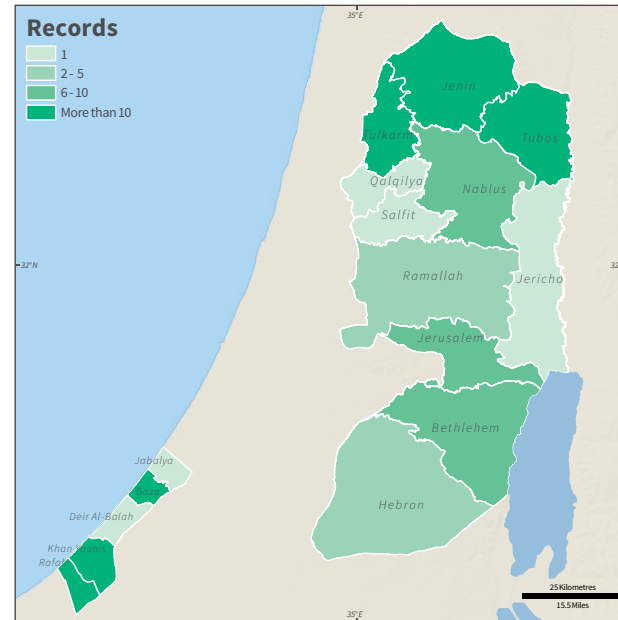 35°E
Records
1
2 - 5
6 - 10
More than 10
Jenin
Tulkarm
Tubas
Qalqilya
Nablus
Salfit
32°N
32
Ramallah
Jericho
Jerusalem
Bethlehem
Jabalya
Gaza
Hebron
Deir Al-Balah
Khan Younis
Rafah
25 Kilometres
15.5 Miles
35°E